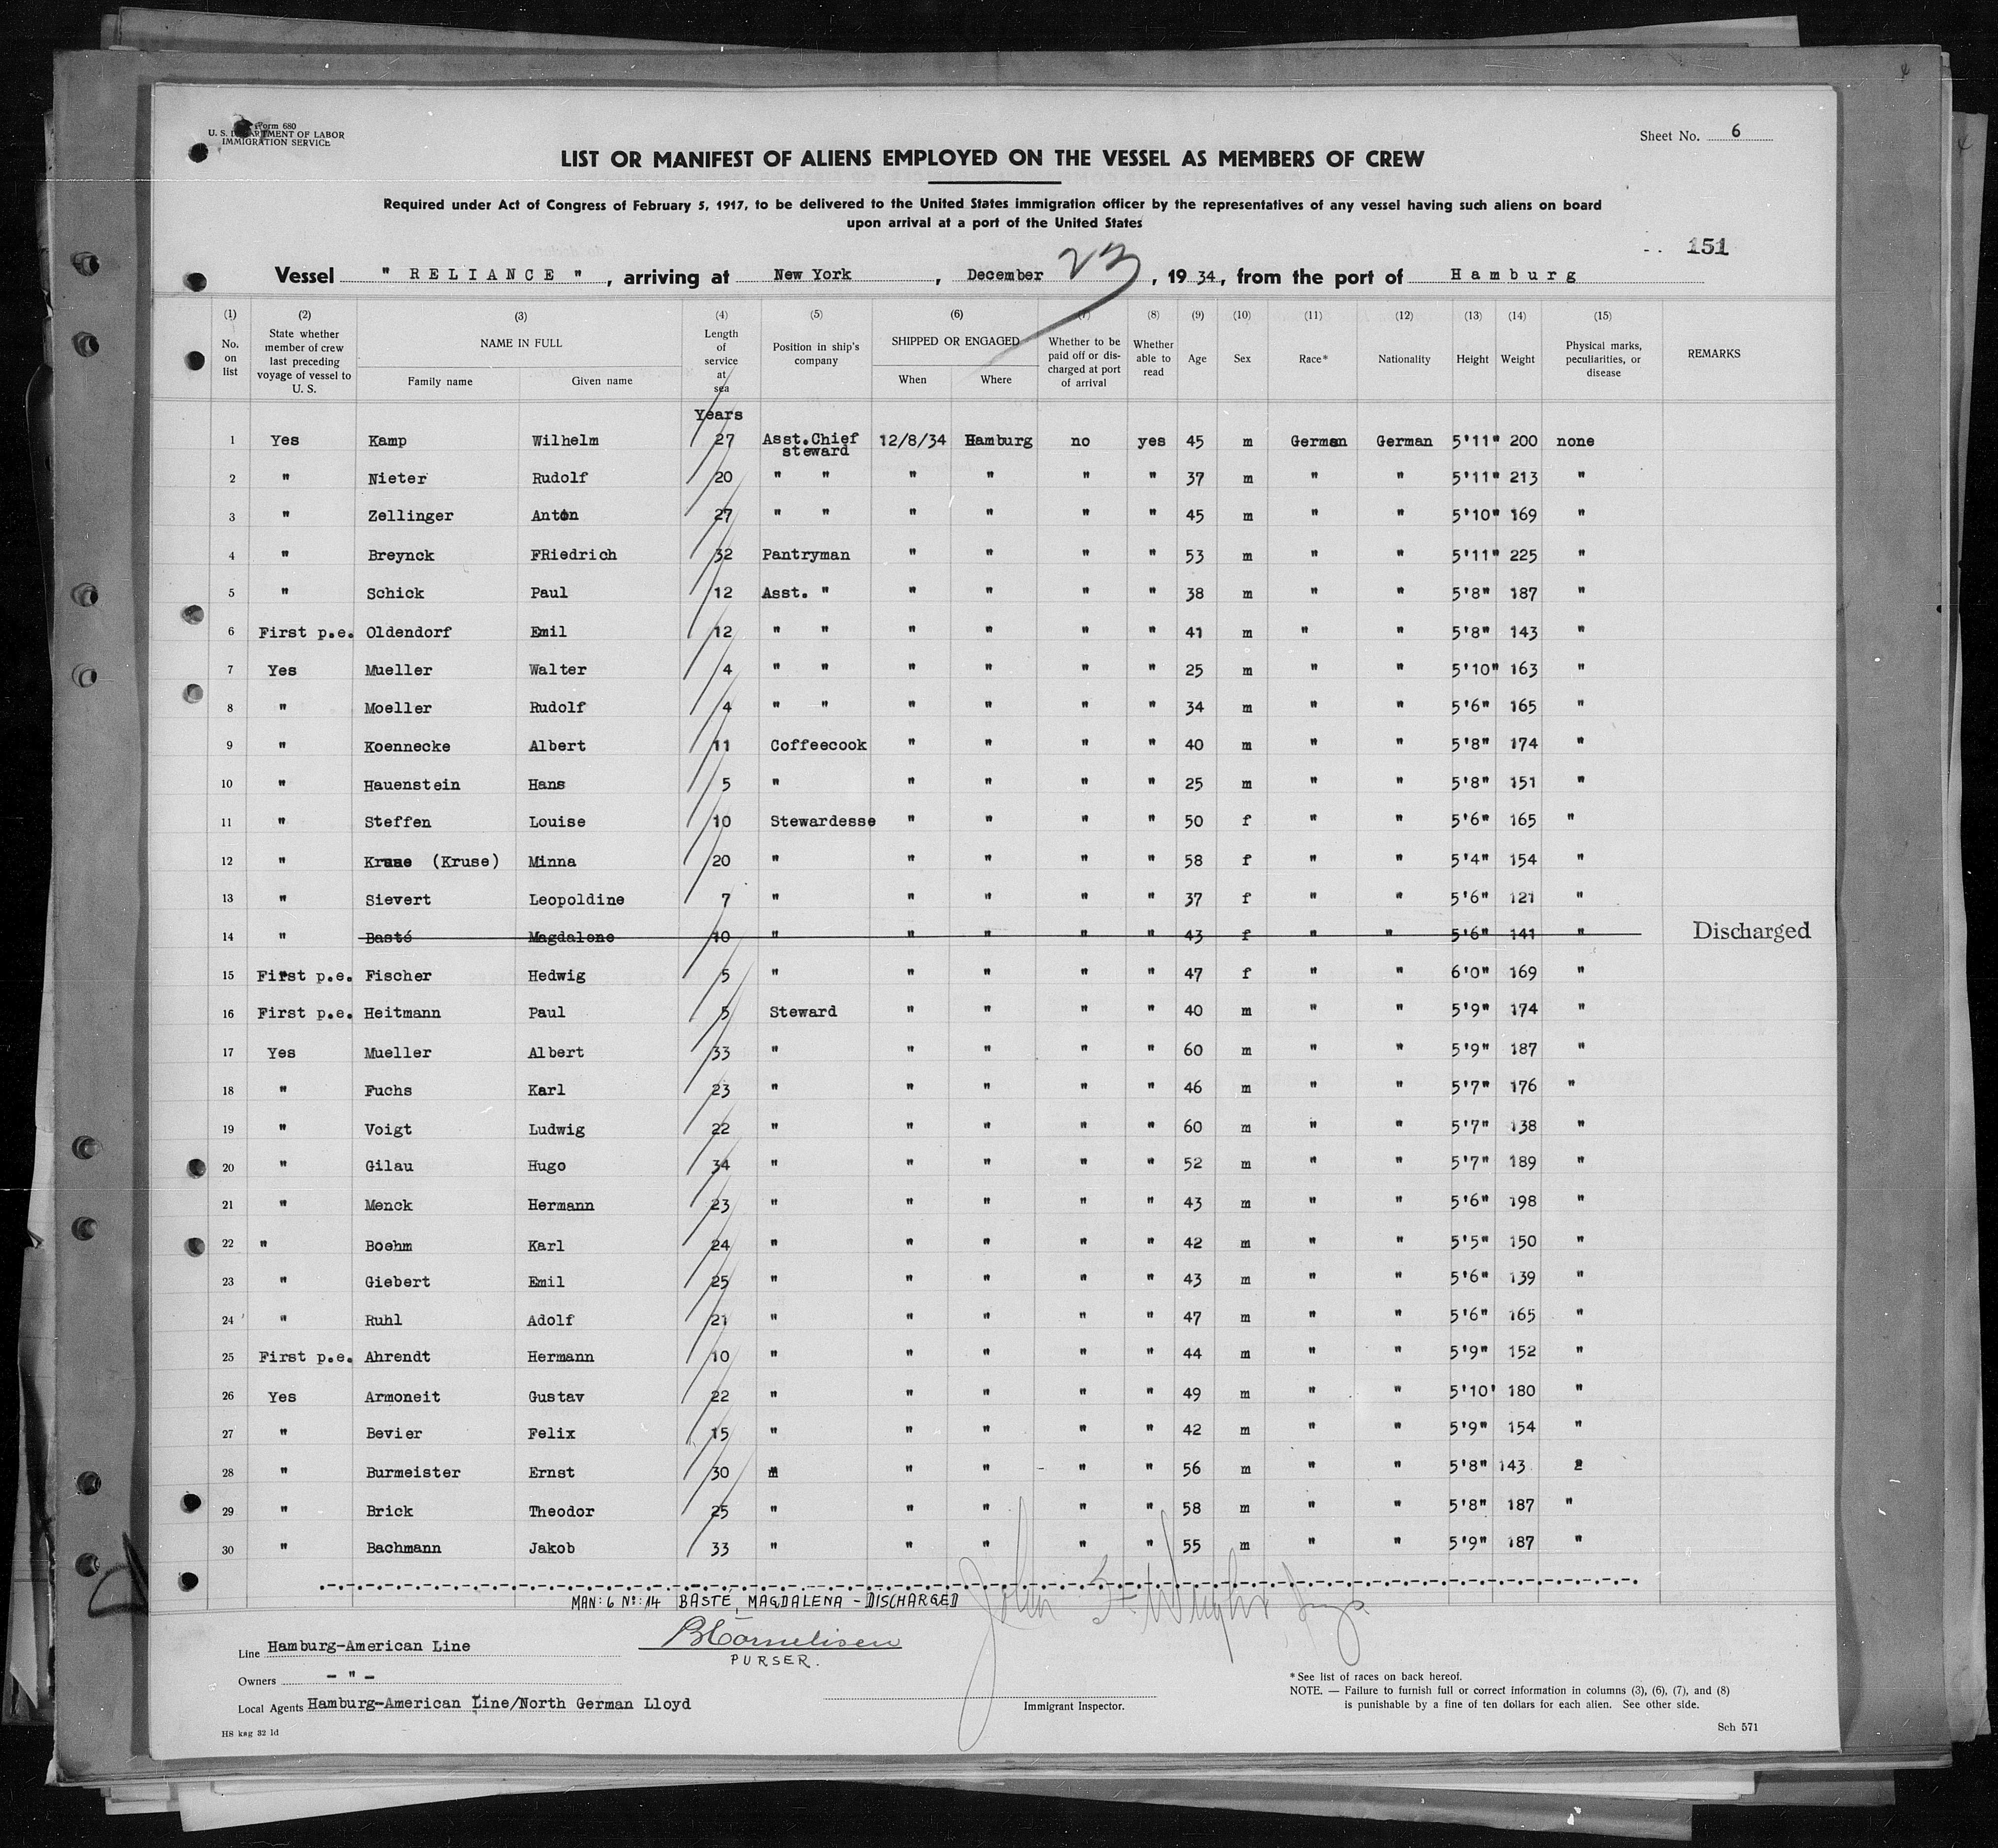 Form 680
U. S. DEPARTMENT OF LABOR
IMMIGRATION SERVICE
Sheet No. 6
LIST OR MANIFEST OF ALIENS EMPLOYED ON THE VESSEL AS MEMBERS OF CREW
Required under Act of Congress of February 5, 1917, to be delivered to the United States immigration officer by the representatives of any vessel having such aliens on board
upon arrival at a port of the United States
151
Vessel " RELIANCE ", arriving at New York, December 23, 1934, from the port of Hamburg
(1) (2) (3) (4) (5) (6) (7) (8) (9) (10) (11) (12) (13) (14) (15)
No. on list | State whether member of crew last preceding voyage of vessel to U. S. | NAME IN FULL | Family name | Given name | Length of service at sea | Position in ship's company | SHIPPED OR ENGAGED | When | Where | Whether to be paid off or discharged at port of arrival | Whether able to read | Age | Sex | Race* | Nationality | Height | Weight | Physical marks, peculiarities, or disease | REMARKS
Years
1 Yes Kamp Wilhelm 27 Asst.Chief steward 12/8/34 Hamburg no yes 45 m German German 5'11" 200 none
2 " Nieter Rudolf 20 " " " " " " 37 m " " 5'11" 213 "
3 " Zellinger Anton 27 " " " " " " 45 m " " 5'10" 169 "
4 " Breynck FRiedrich 32 Pantryman " " " " 53 m " " 5'11" 225 "
5 " Schick Paul 12 Asst. " " " " " 38 m " " 5'8" 187 "
6 First p.e. Oldendorf Emil 12 " " " " " " 41 m " " 5'8" 143 "
7 Yes Mueller Walter 4 " " " " " " 25 m " " 5'10" 163 "
8 " Moeller Rudolf 4 " " " " " " 34 m " " 5'6" 165 "
9 " Koennecke Albert 11 Coffeecook " " " " 40 m " " 5'8" 174 "
10 " Hauenstein Hans 5 " " " " " 25 m " " 5'8" 151 "
11 " Steffen Louise 10 Stewardesse " " " " 50 f " " 5'6" 165 "
12 " (Kruse) Minna 20 " " " " " 58 f " " 5'4" 154 "
13 " Sievert Leopoldine 7 " " " " " 37 f " " 5'6" 121 "
14 " Basté Magdalene 10 " " " " " 43 f " " 5'6" 141 " Discharged
15 First p.e. Fischer Hedwig 5 " " " " " 47 f " " 6'0" 169 "
16 First p.e. Heitmann Paul 5 Steward " " " " 40 m " " 5'9" 174 "
17 Yes Mueller Albert 33 " " " " " 60 m " " 5'9" 187 "
18 " Fuchs Karl 23 " " " " " 46 m " " 5'7" 176 "
19 " Voigt Ludwig 22 " " " " " 60 m " " 5'7" 138 "
20 " Gilau Hugo 34 " " " " " 52 m " " 5'7" 189 "
21 " Menck Hermann 23 " " " " " 43 m " " 5'6" 198 "
22 " Boehm Karl 24 " " " " " 42 m " " 5'5" 150 "
23 " Giebert Emil 25 " " " " " 43 m " " 5'6" 139 "
24 " Ruhl Adolf 21 " " " " " 47 m " " 5'6" 165 "
25 First p.e. Ahrendt Hermann 10 " " " " " 44 m " " 5'9" 152 "
26 Yes Armoneit Gustav 22 " " " " " 49 m " " 5'10' 180 "
27 " Bevier Felix 15 " " " " " 42 m " " 5'9" 154 "
28 " Burmeister Ernst 30 " " " " " 56 m " " 5'8" 143
29 " Brick Theodor 25 " " " " " 58 m " " 5'8" 187 "
30 " Bachmann Jakob 33 " " " " " 55 m " " 5'9" 187 "
MAN: 6 No: 14 BASTÉ, MAGDALENA - DISCHARGED
John F. Wright Insp.
BCornelisen
PURSER.
Line Hamburg-American Line
Owners - " -
Local Agents Hamburg-American Line/North German Lloyd
Immigrant Inspector.
* See list of races on back hereof.
NOTE. — Failure to furnish full or correct information in columns (3), (6), (7), and (8)
is punishable by a fine of ten dollars for each alien. See other side.
H8 ksg 32 ld
Sch 571